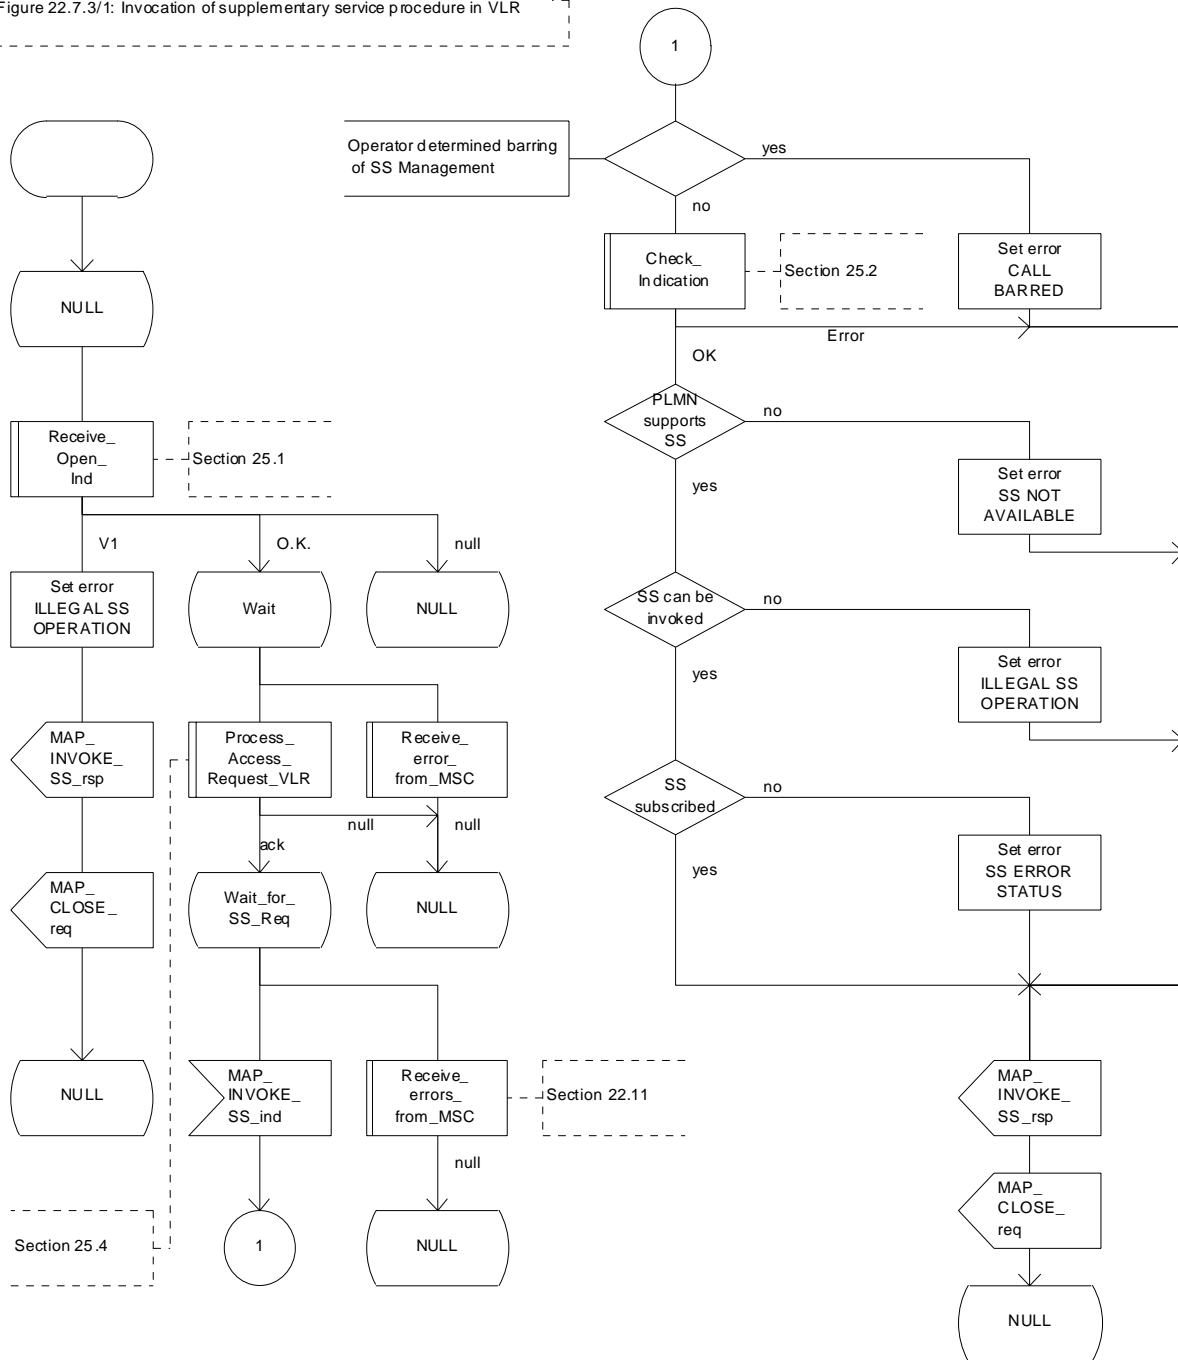 Figure 22.7.3/1: Invocation of supplementary service procedure in VLR
1
Operator determined barring
of SS Management
yes
no
Check_
Indication
Section 25.2
Set error
CALL
BARRED
NULL
Error
OK
PLMN
supports
SS
no
Receive_
Open_
Ind
Section 25.1
yes
Set error
SS NOT
AVAILABLE
V1
O.K.
null
Set error
ILLEGAL SS
OPERATION
Wait
NULL
SS can be
invoked
no
yes
Set error
ILLEGAL SS
OPERATION
MAP_
INVOKE_
SS_rsp
Process_
Access_
Request_VLR
Receive_
error_
from_MSC
SS
subscribed
no
null
null
ack
yes
Set error
SS ERROR
STATUS
MAP_
CLOSE_
req
Wait_for_
SS_Req
NULL
NULL
MAP_
INVOKE_
SS_ind
Receive_
errors_
from_MSC
Section 22.11
MAP_
INVOKE_
SS_rsp
null
Section 25.4
1
NULL
MAP_
CLOSE_
req
NULL